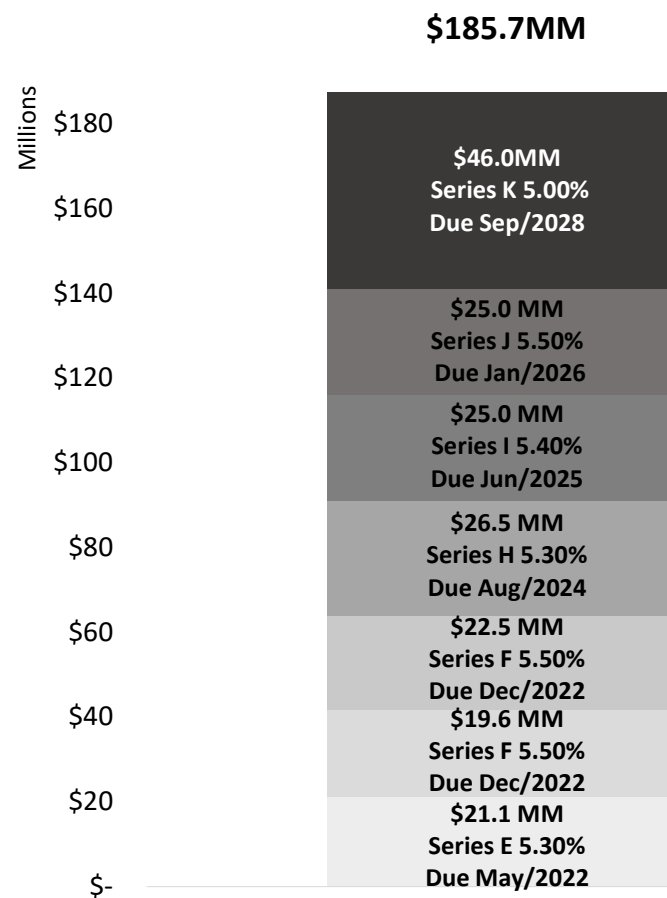 $185.7MM
Millions
$180
$160
$140
$120
$100
$80
$60
$40
$20
$-
$46.0MM
Series K 5.00%
Due Sep/2028
$25.0 MM
Series J 5.50%
Due Jan/2026
$25.0 MM
Series I 5.40%
Due Jun/2025
$26.5 MM
Series H 5.30%
Due Aug/2024
$22.5 MM
Series F 5.50%
Due Dec/2022
$19.6 MM
Series F 5.50%
Due Dec/2022
$21.1 MM
Series E 5.30%
Due May/2022